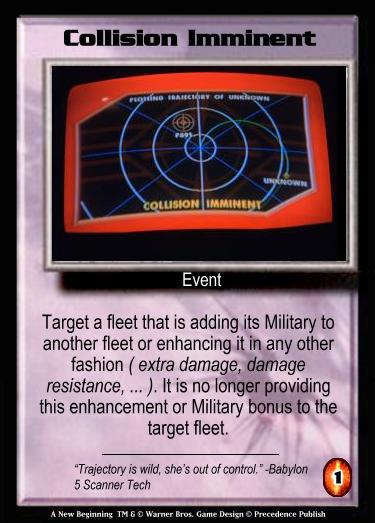 Collision Imminent
PLOTTING TRAJECTORY OF UNKNOWN
UNKNOWN
COLLISION IMMINENT
Event
Target a fleet that is adding its Military to
another fleet or enhancing it in any other
fashion ( extra damage, damage
resistance, ... ). It is no longer providing
this enhancement or Military bonus to the
target fleet.
“Trajectory is wild, she’s out of control.” -Babylon
5 Scanner Tech
1
A New Beginning TM & © Warner Bros. Game Design © Precedence Publish